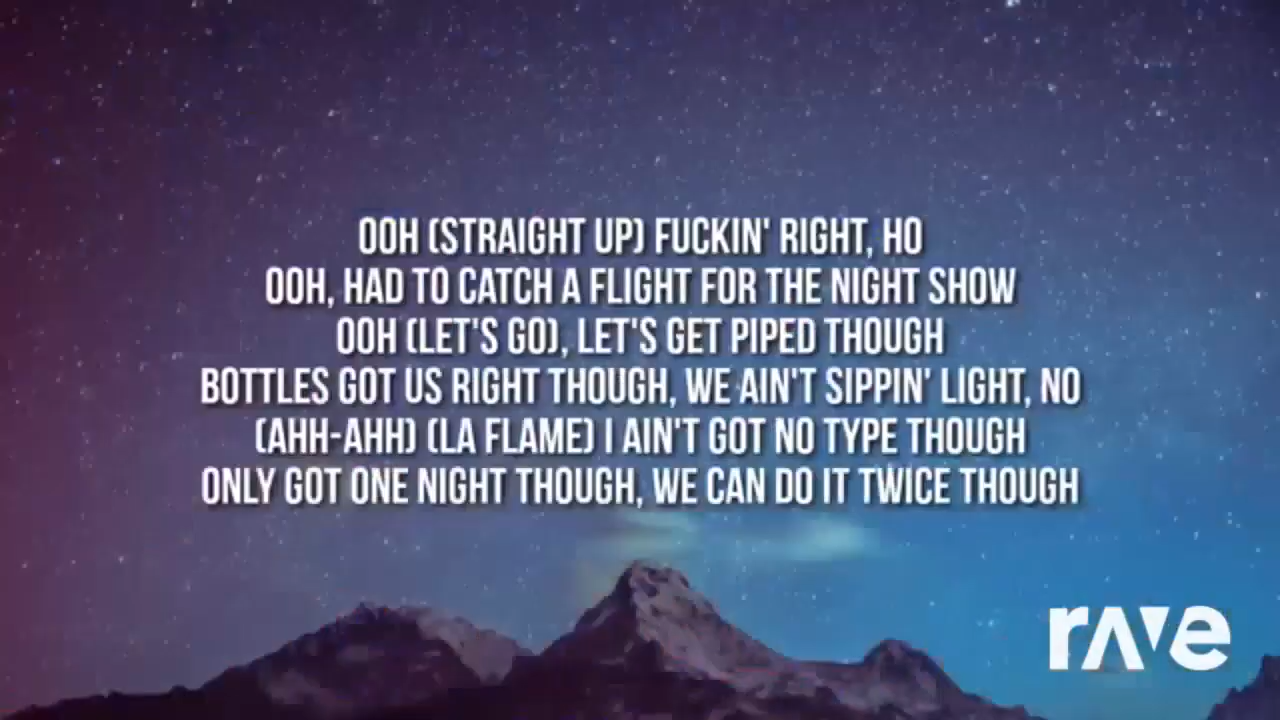 OOH (STRAIGHT UP) FUCKIN' RIGHT, HO
OOH, HAD TO CATCH A FLIGHT FOR THE NIGHT SHOW
OOH (LET'S GO), LET'S GET PIPED THOUGH
BOTTLES GOT US RIGHT THOUGH, WE AIN'T SIPPIN' LIGHT, NO
(AHH-AHH) (LA FLAME) I AIN'T GOT NO TYPE THOUGH
ONLY GOT ONE NIGHT THOUGH, WE CAN DO IT TWICE THOUGH
rave